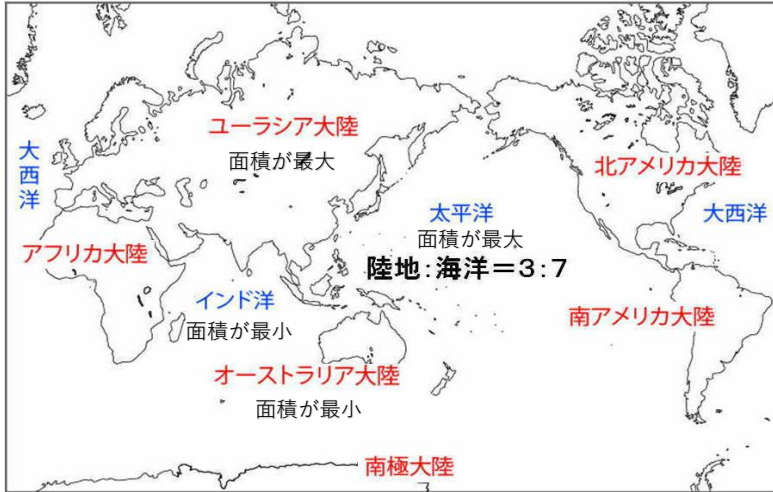 ユーラシア大陸
面積が最大
大西洋
北アメリカ大陸
太平洋
面積が最大
大西洋
アフリカ大陸
陸地:海洋＝3:7
インド洋
面積が最小
南アメリカ大陸
オーストラリア大陸
面積が最小
南極大陸